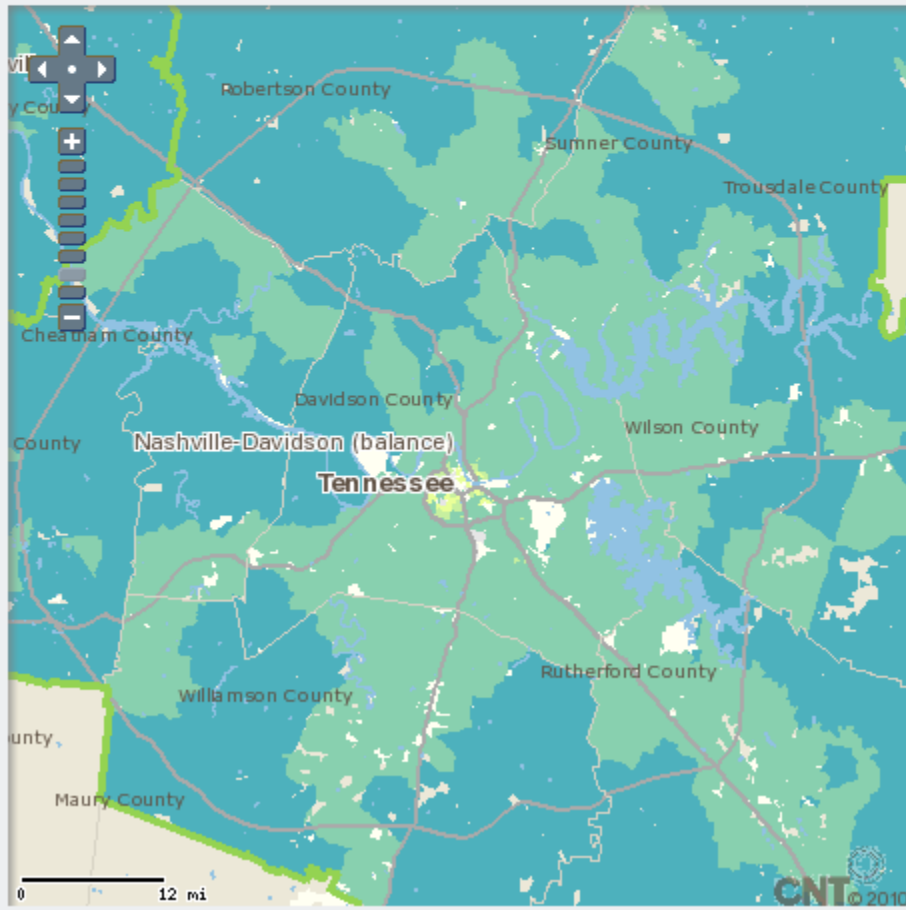 Robertson County
Sumner County
Trousdale County
Cheatham County
Davidson County
Wilson County
County
Nashville-Davidson (balance)
Tennessee
Rutherford County
Williamson County
Maury County
0 12 mi
CNT © 2010